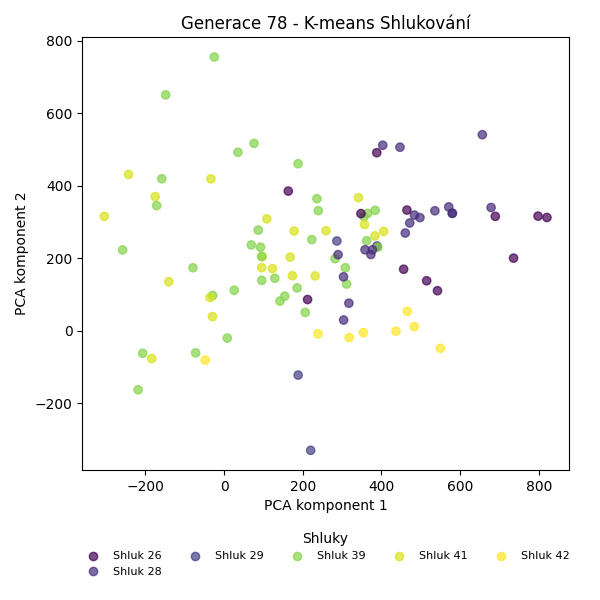 Generace 78 - K-means Shlukování
800
600
400
200
0
−200
PCA komponent 2
−200 0 200 400 600 800
PCA komponent 1
Shluky
Shluk 26 Shluk 29 Shluk 39 Shluk 41 Shluk 42
Shluk 28